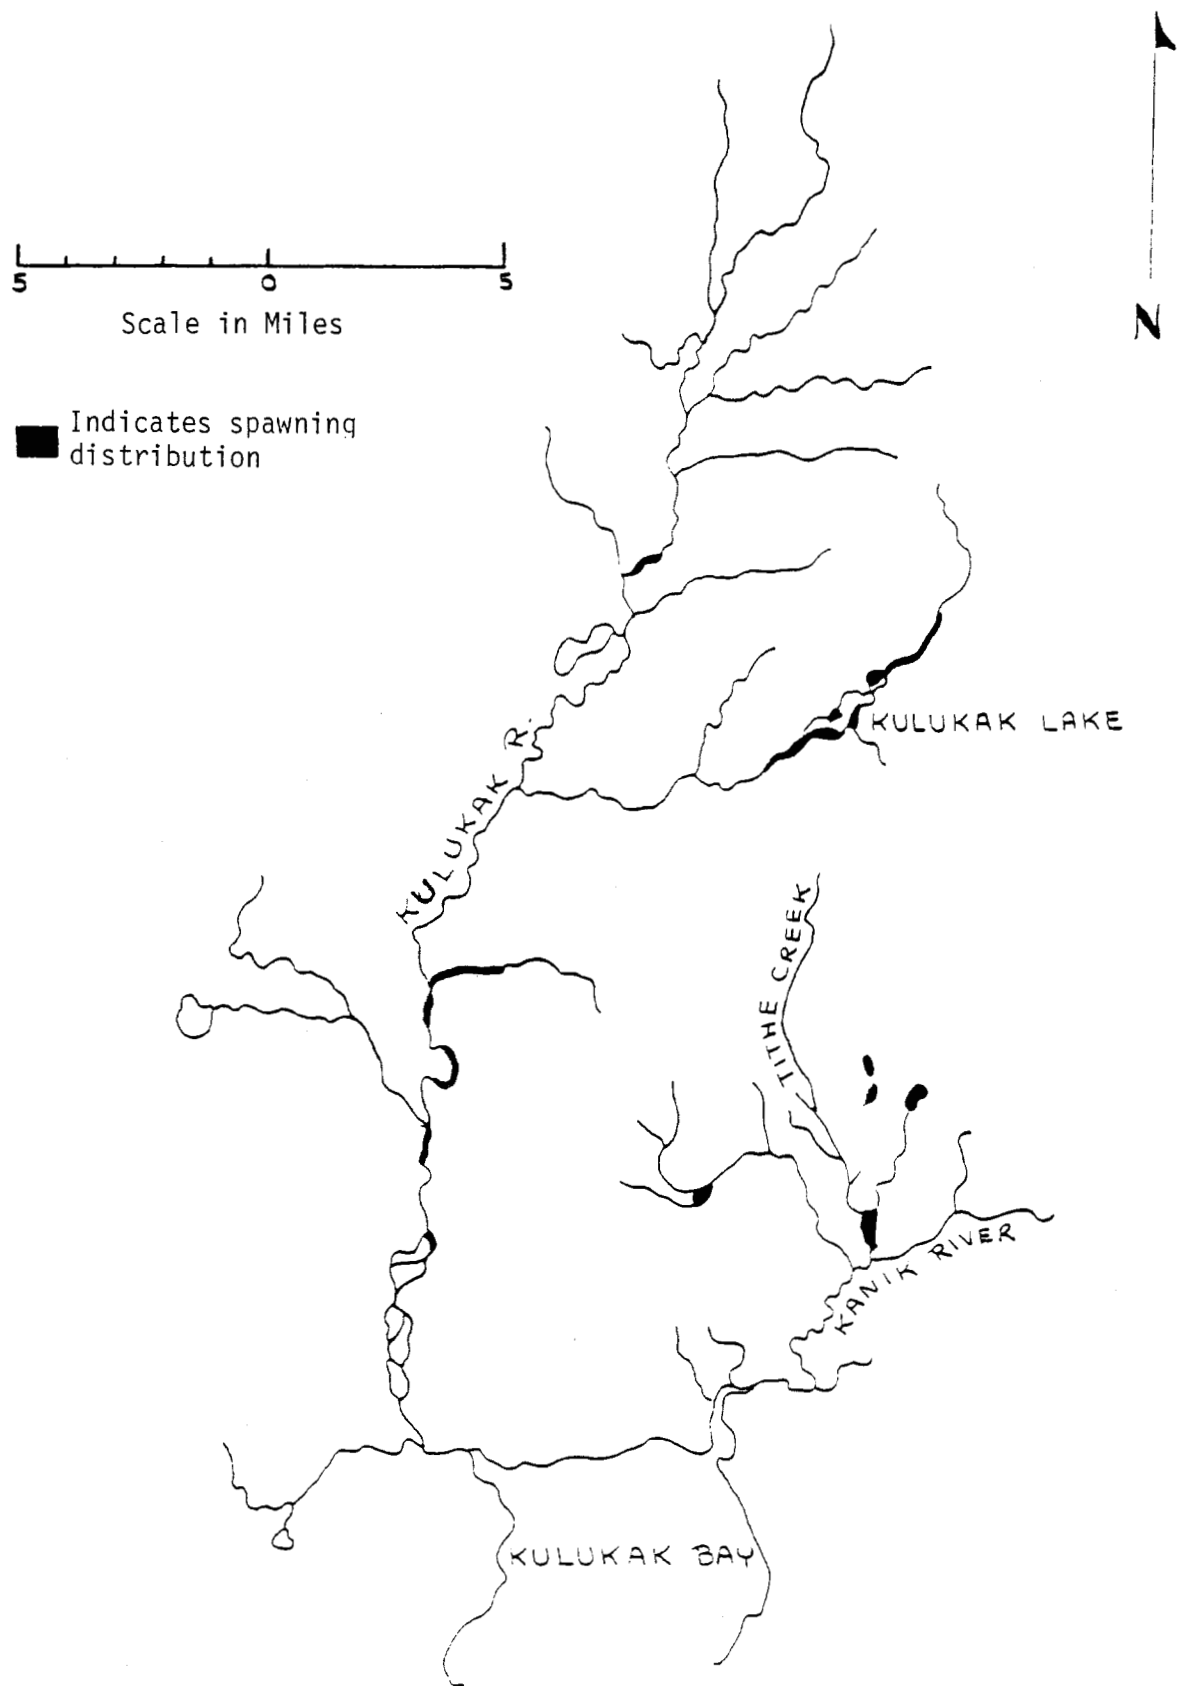 5 0 5
Scale in Miles
N
Indicates spawning
distribution
KULUKAK LAKE
KULUKAK R.
TITHE CREEK
KANIK RIVER
KULUKAK BAY